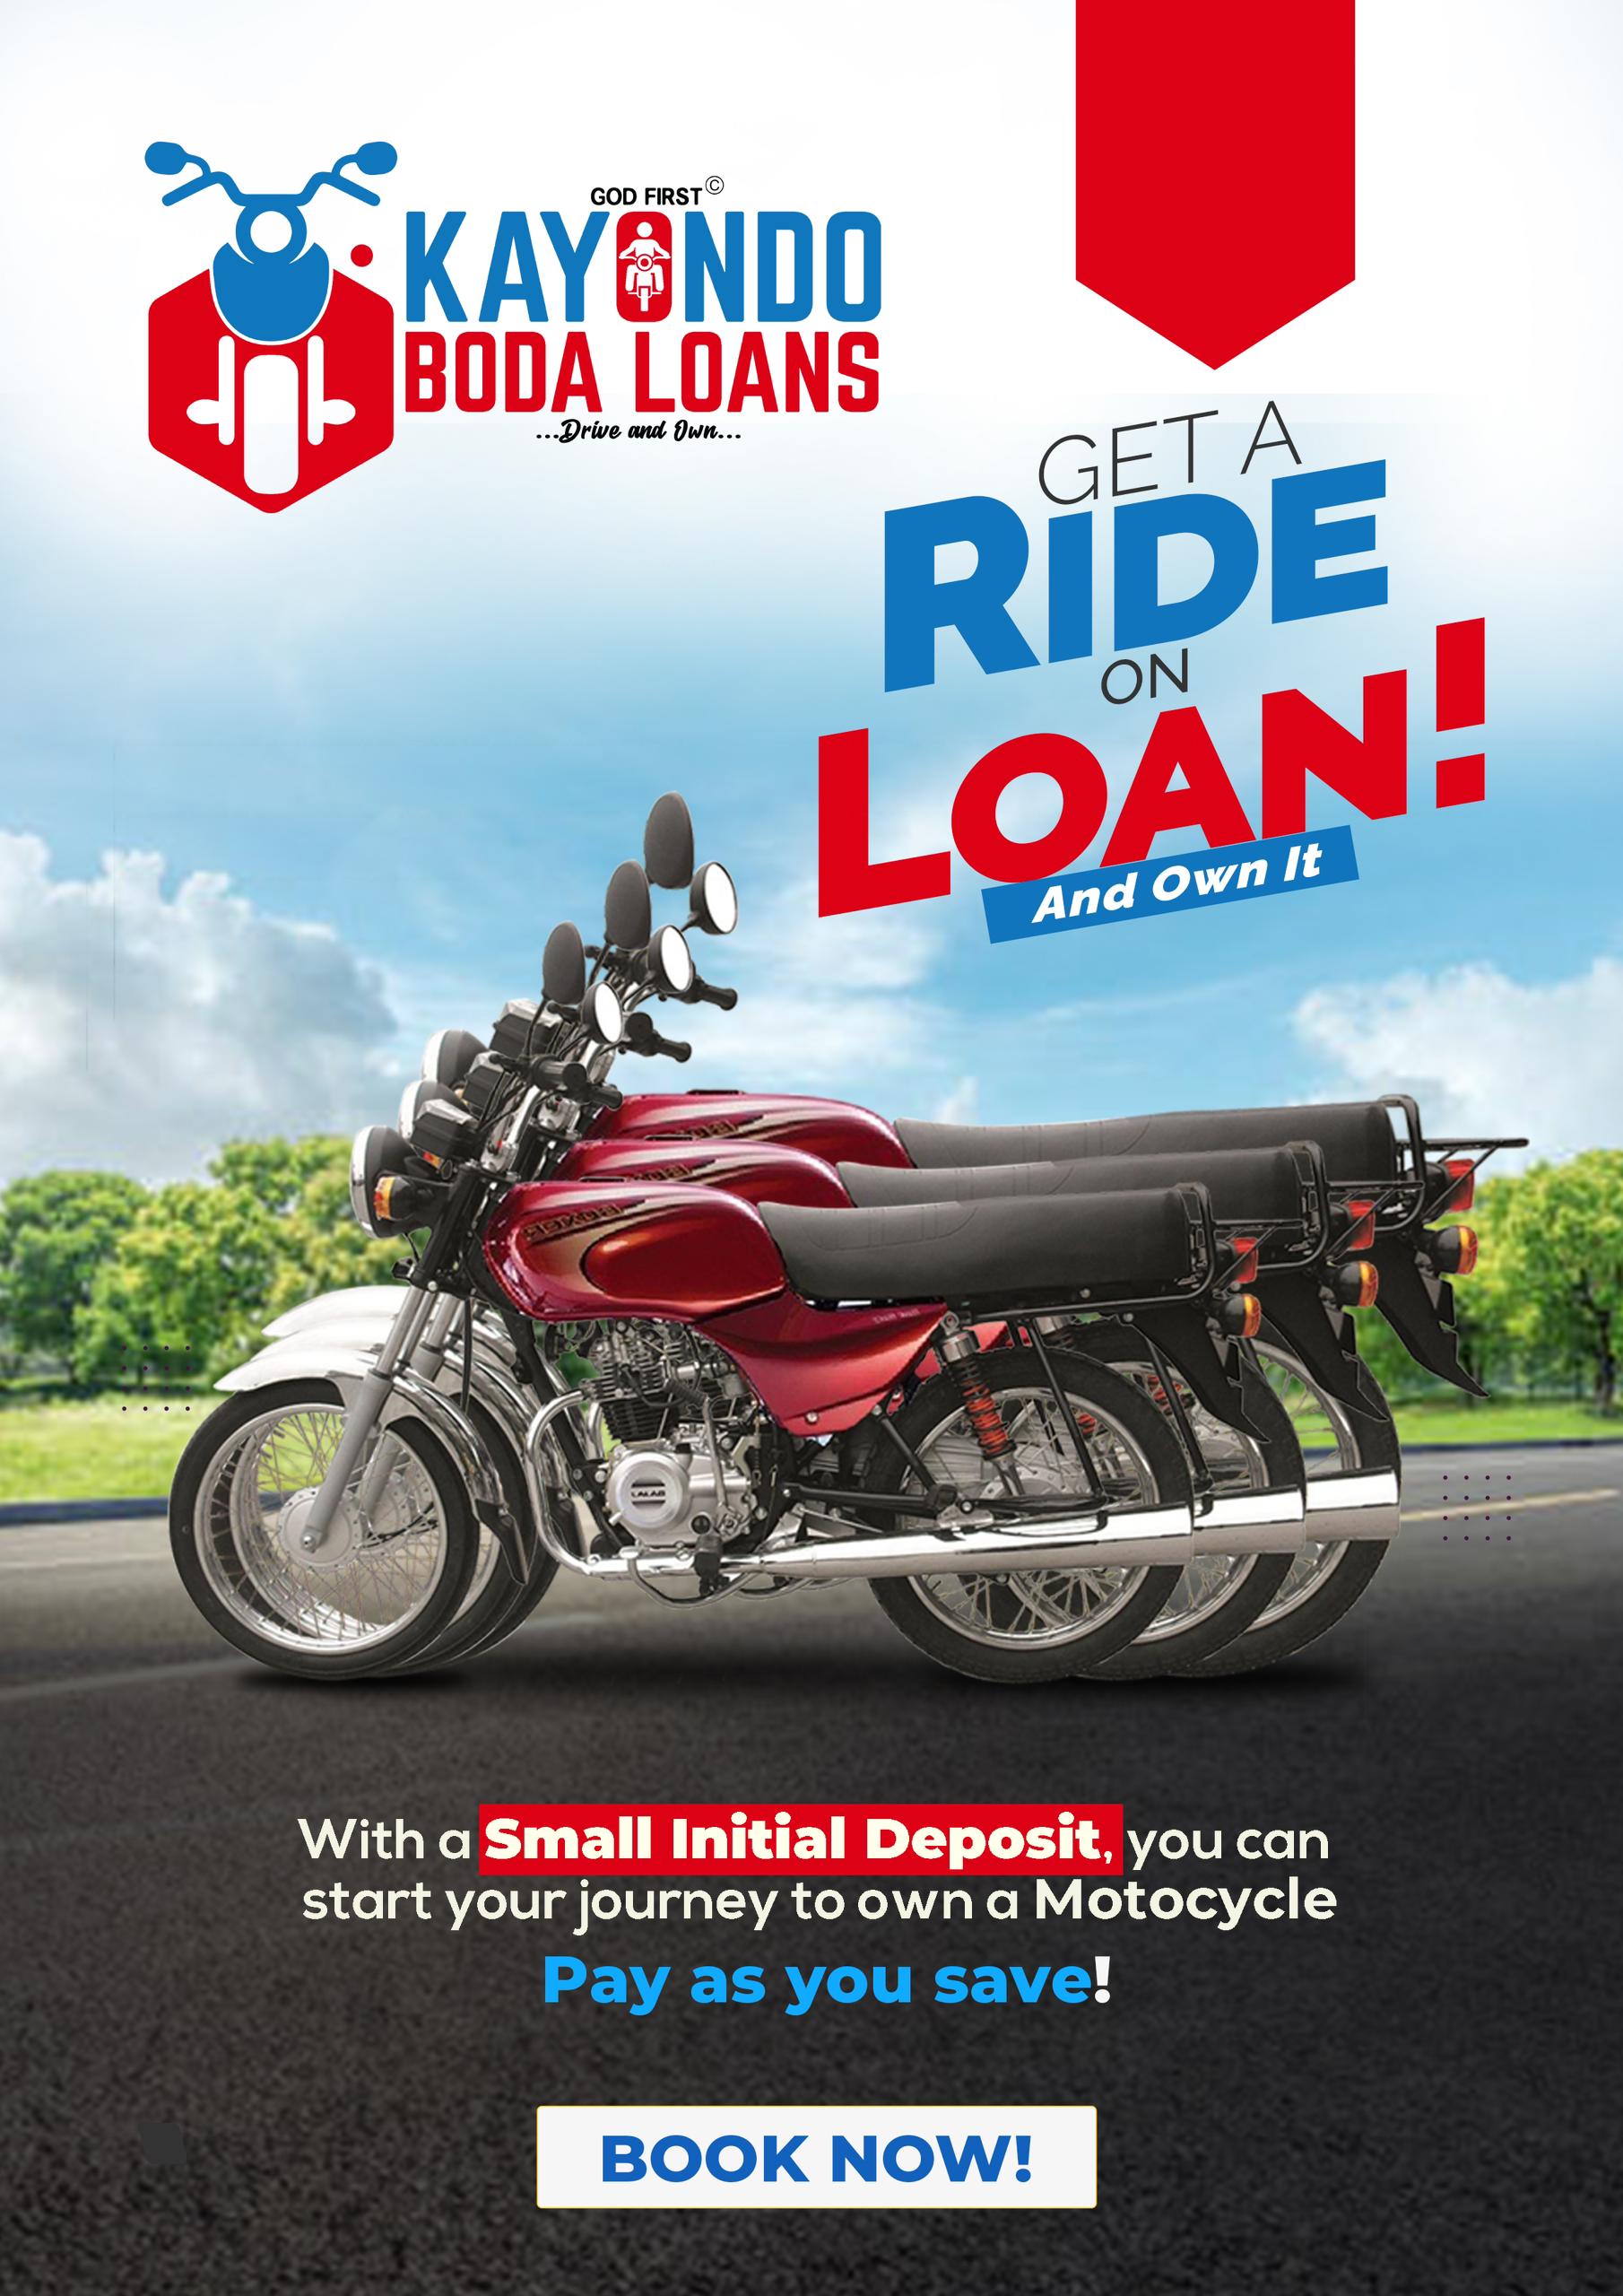 GOD FIRST©
KAYONDO
BODA LOANS
...Drive and Own...
GET A
RIDE
ON
LOAN!
And Own It
With a Small Initial Deposit, you can
start your journey to own a Motocycle
Pay as you save!
BOOK NOW!